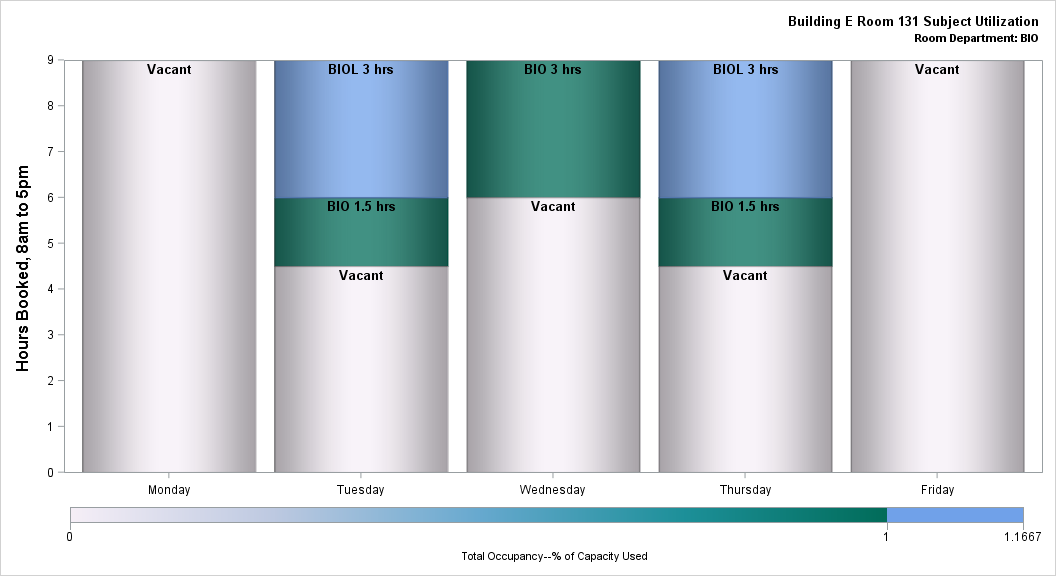 Building E Room 131 Subject Utilization
Room Department: BIO
Hours Booked, 8am to 5pm
9
8
7
6
5
4
3
2
1
0
Vacant
BIOL 3 hrs
BIO 1.5 hrs
Vacant
BIO 3 hrs
Vacant
BIOL 3 hrs
BIO 1.5 hrs
Vacant
Vacant
Monday Tuesday Wednesday Thursday Friday
0 1 1.1667
Total Occupancy--% of Capacity Used